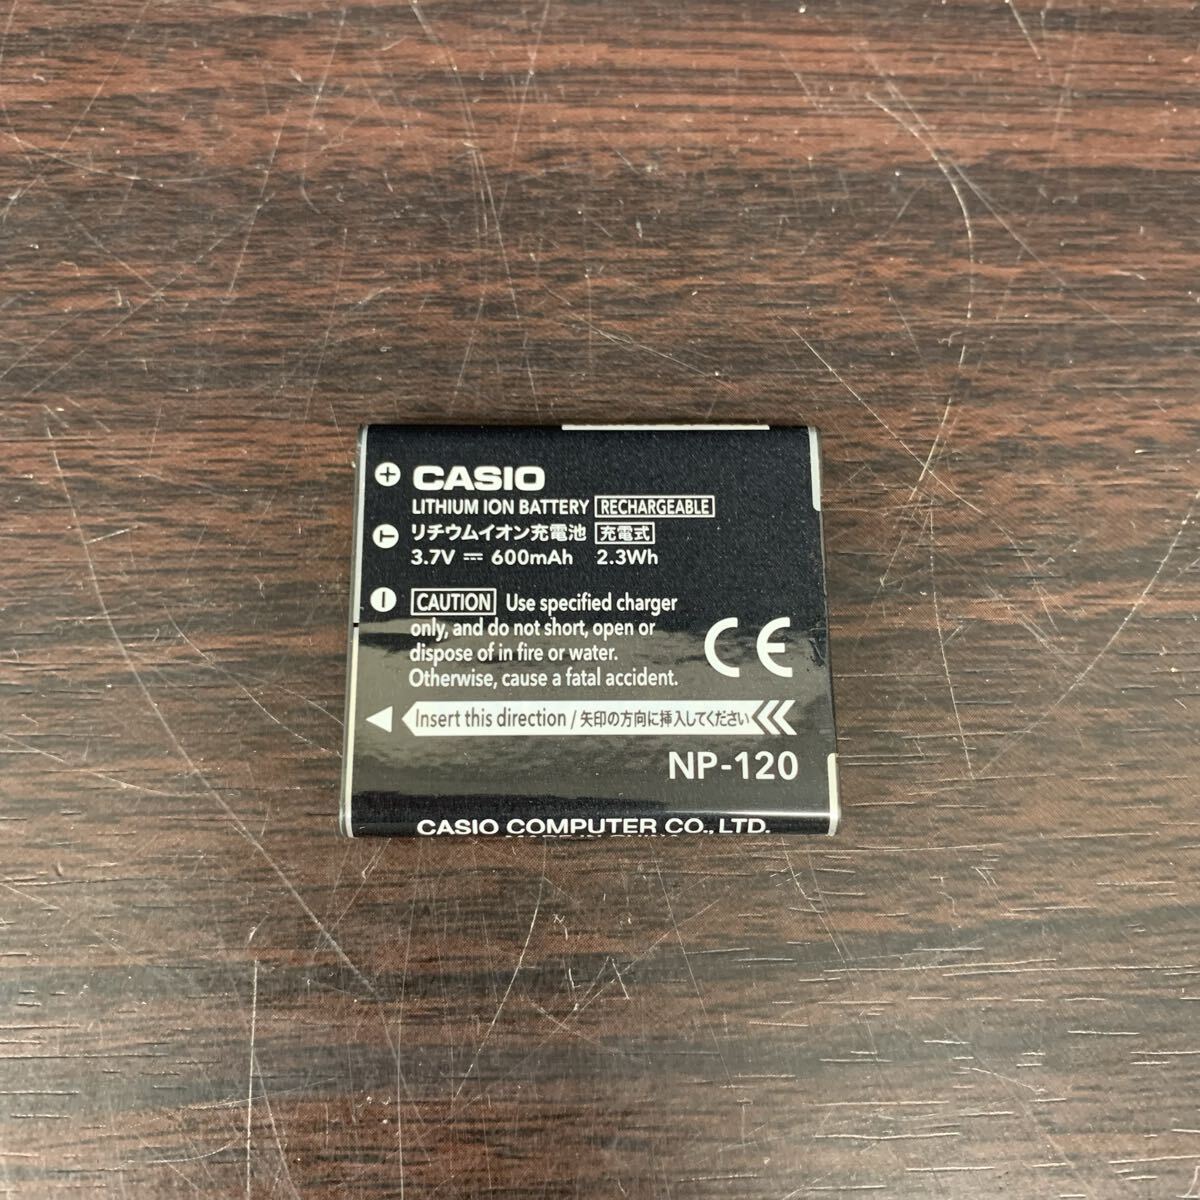 CASIO
LITHIUM ION BATTERY RECHARGEABLE
リチウムイオン充電池 充電式
3.7V 600mAh 2.3Wh
CAUTION Use specified charger
only, and do not short, open or
dispose of in fire or water.
Otherwise, cause a fatal accident.
CE
Insert this direction / 矢印の方向に挿入してください
NP-120
CASIO COMPUTER CO., LTD.